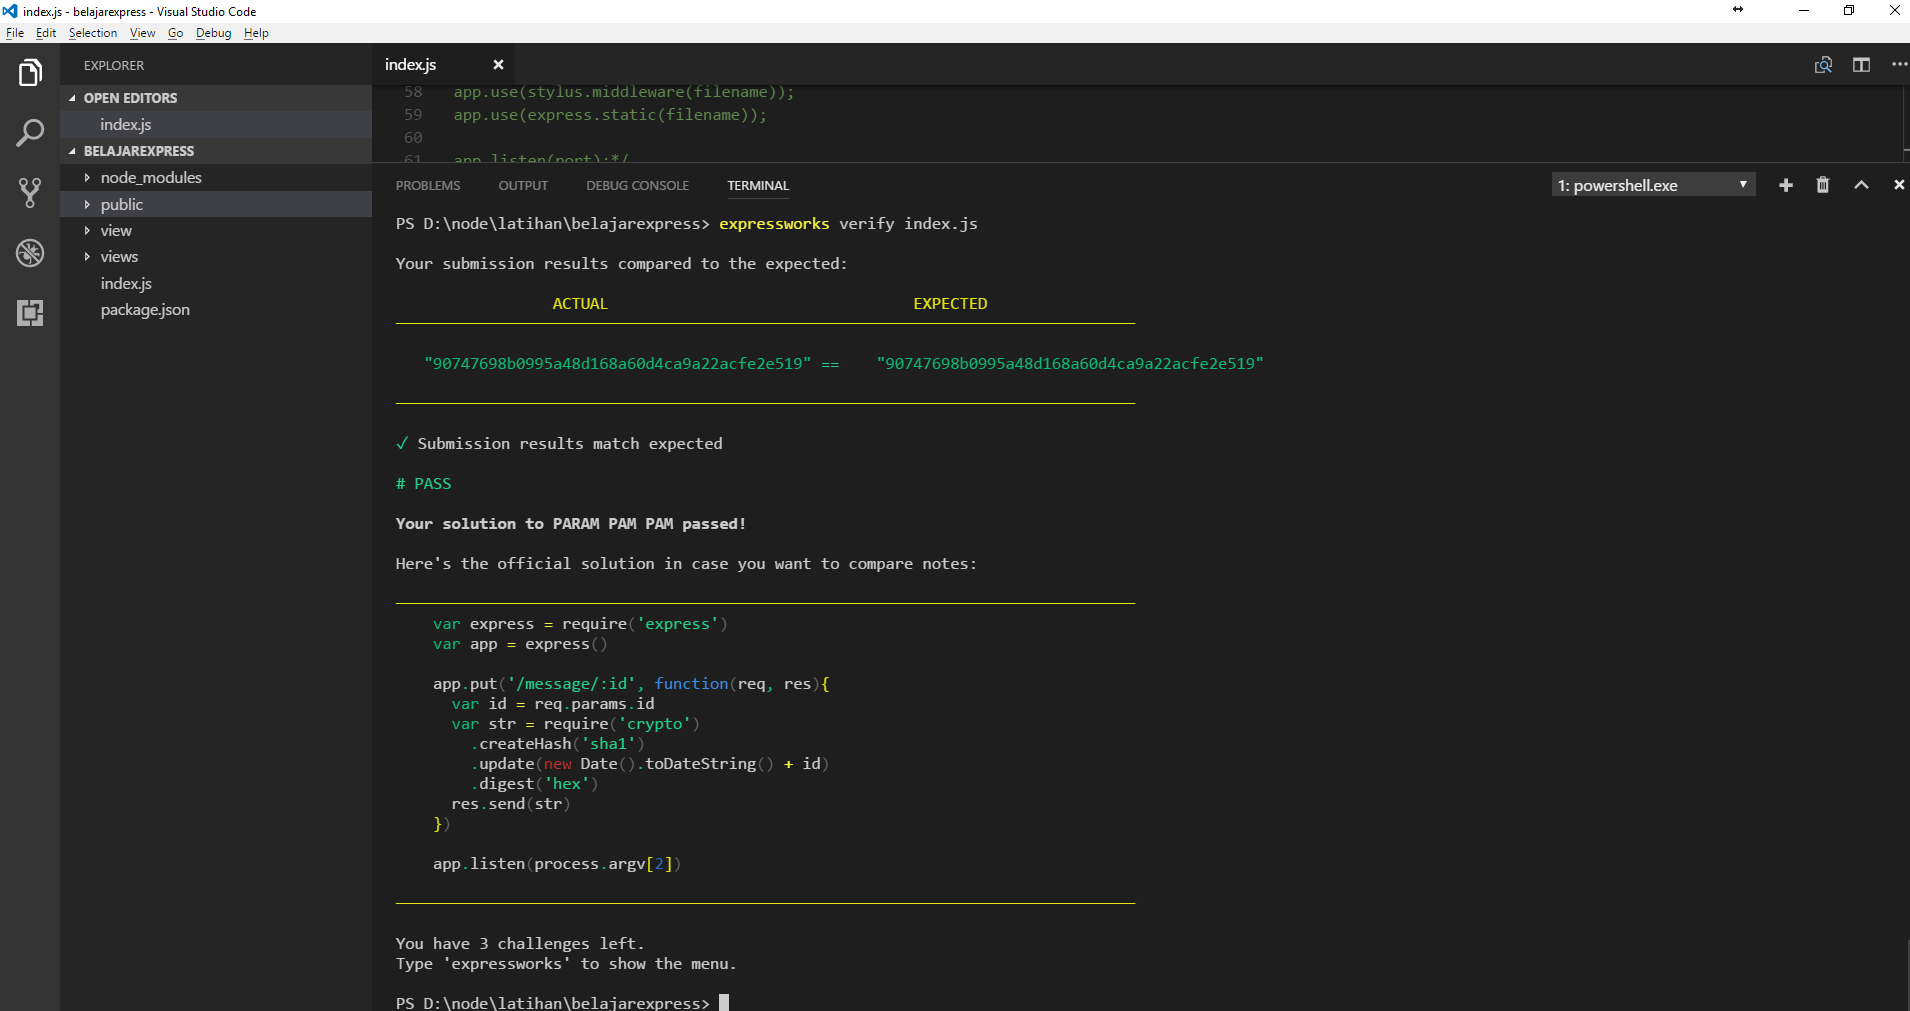 index.js - belajarexpress - Visual Studio Code
File Edit Selection View Go Debug Help
EXPLORER
OPEN EDITORS
index.js
BELAJAREXPRESS
node_modules
public
view
views
index.js
package.json
index.js
58 app.use(stylus.middleware(filename));
59 app.use(express.static(filename));
60
61 app.listen(port);*/
PROBLEMS OUTPUT DEBUG CONSOLE TERMINAL 1: powershell.exe
PS D:\node\latihan\belajarexpress> expressworks verify index.js
Your submission results compared to the expected:
ACTUAL EXPECTED
"90747698b0995a48d168a60d4ca9a22acfe2e519" == "90747698b0995a48d168a60d4ca9a22acfe2e519"
✓ Submission results match expected
# PASS
Your solution to PARAM PAM PAM passed!
Here's the official solution in case you want to compare notes:
var express = require('express')
var app = express()
app.put('/message/:id', function(req, res){
var id = req.params.id
var str = require('crypto')
.createHash('sha1')
.update(new Date().toDateString() + id)
.digest('hex')
res.send(str)
})
app.listen(process.argv[2])
You have 3 challenges left.
Type 'expressworks' to show the menu.
PS D:\node\latihan\belajarexpress>